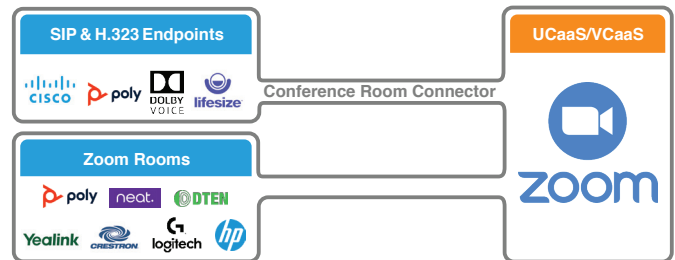 SIP & H.323 Endpoints
CISCO
poly
DOLBY
VOICE
lifesize
Conference Room Connector
Zoom Rooms
poly
neat.
DTEN
Yealink
CRESTRON
logitech
hp
UCaaS/VCaaS
zoom